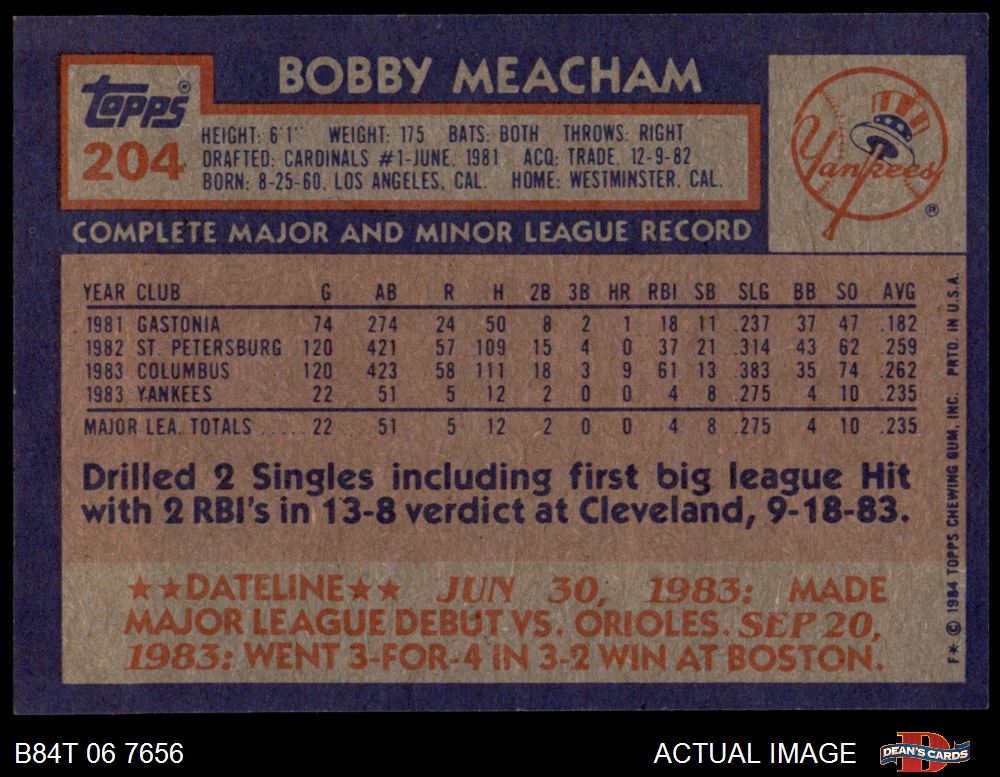 BOBBY MEACHAM
TOPPS®
204
HEIGHT: 6'1" WEIGHT: 175 BATS: BOTH THROWS: RIGHT
DRAFTED: CARDINALS #1-JUNE, 1981 ACQ: TRADE, 12-9-82
BORN: 8-25-60, LOS ANGELES, CAL. HOME: WESTMINSTER, CAL.
Yankees
®
COMPLETE MAJOR AND MINOR LEAGUE RECORD
YEAR CLUB G AB R H 2B 3B HR RBI SB SLG BB SO AVG
1981 GASTONIA 74 274 24 50 8 2 1 18 11 .237 37 47 .182
1982 ST. PETERSBURG 120 421 57 109 15 4 0 37 21 .314 43 62 .259
1983 COLUMBUS 120 423 58 111 18 3 9 61 13 .383 35 74 .262
1983 YANKEES 22 51 5 12 2 0 0 4 8 .275 4 10 .235
MAJOR LEA. TOTALS ..... 22 51 5 12 2 0 0 4 8 .275 4 10 .235
Drilled 2 Singles including first big league Hit
with 2 RBI's in 13-8 verdict at Cleveland, 9-18-83.
★★DATELINE★★ JUN 30, 1983: MADE
MAJOR LEAGUE DEBUT VS. ORIOLES. SEP 20,
1983: WENT 3-FOR-4 IN 3-2 WIN AT BOSTON.
F★ © 1984 TOPPS CHEWING GUM, INC. PRTD. IN U.S.A.
B84T 06 7656
ACTUAL IMAGE
DEAN'S CARDS